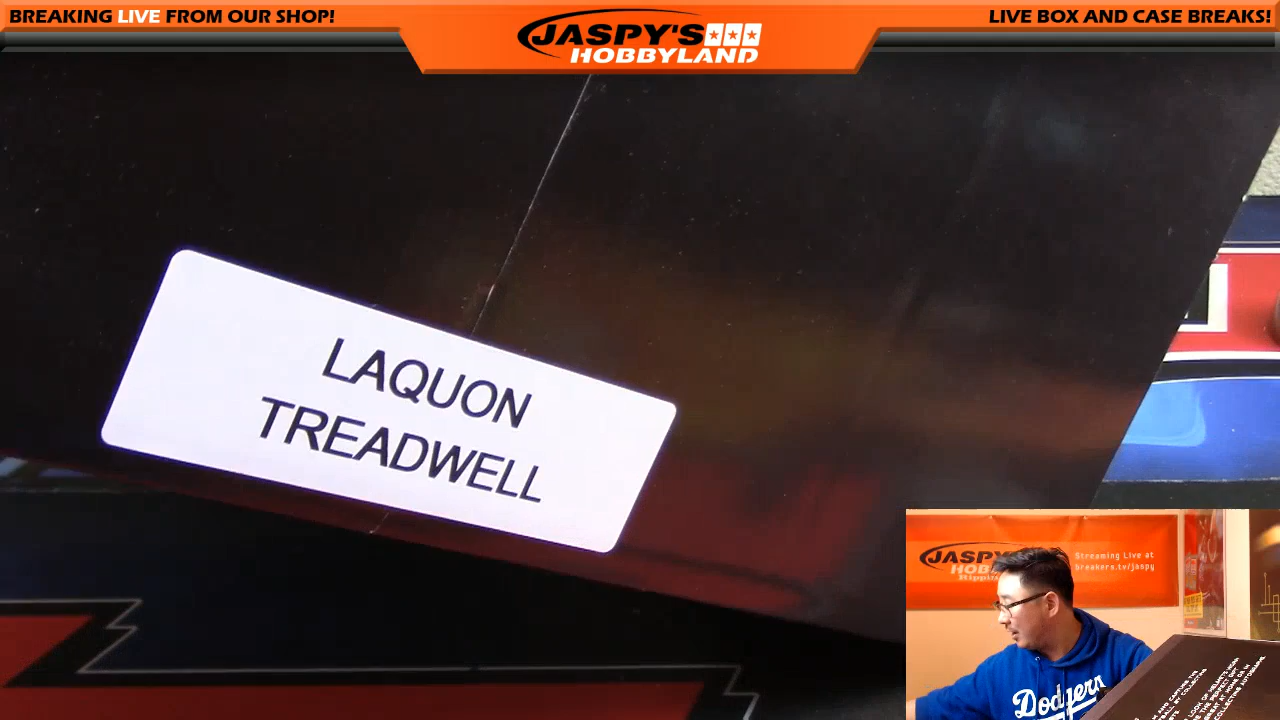 BREAKING LIVE FROM OUR SHOP!
JASPY'S
HOBBYLAND
LIVE BOX AND CASE BREAKS!
LAQUON
TREADWELL
JASPY'S
HOBBY
Streaming Live at
breakers.tv/jaspy
Dodgers